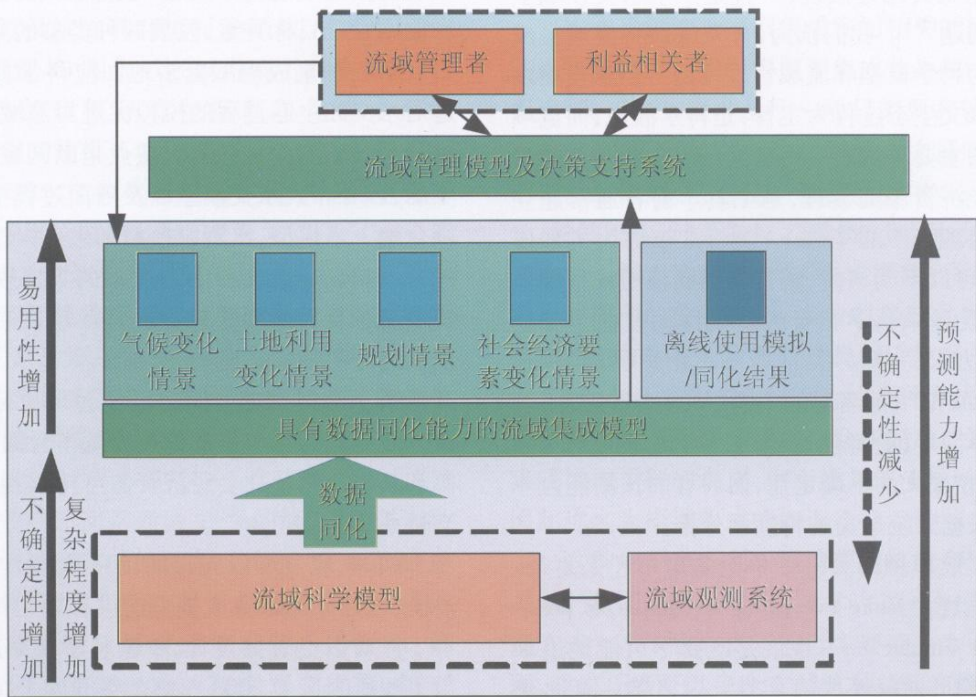 流域管理者
利益相关者
流域管理模型及决策支持系统
易用性增加
气候变化
情景
土地利用
变化情景
规划情景
社会经济要
素变化情景
离线使用模拟
/同化结果
不确定性减少
预测能力增加
具有数据同化能力的流域集成模型
数据
同化
不确定性增加
复杂程度增加
流域科学模型
流域观测系统